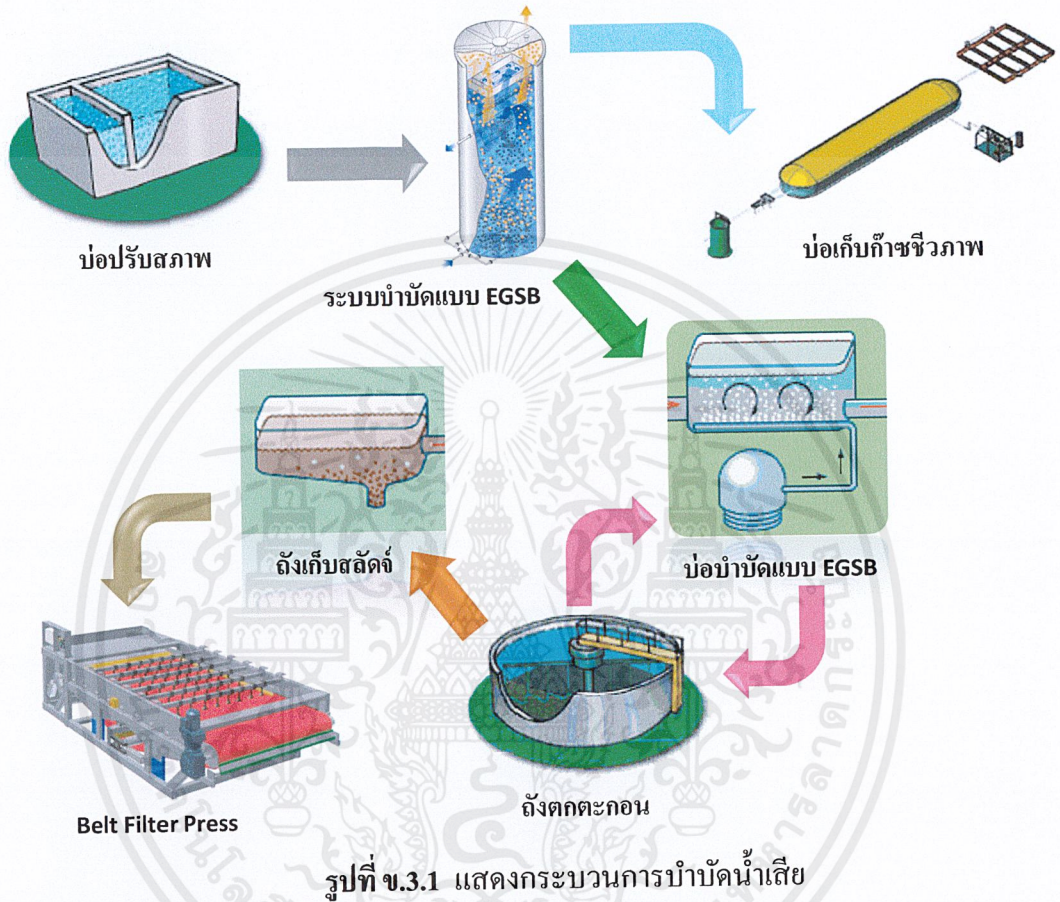 บ่อปรับสภาพ
ระบบบำบัดแบบ EGSB
บ่อเก็บก๊าซชีวภาพ
ถังเก็บสลัดจ์
บ่อบำบัดแบบ EGSB
Belt Filter Press
ถังตกตะกอน
รูปที่ ข.3.1 แสดงกระบวนการบำบัดน้ำเสีย